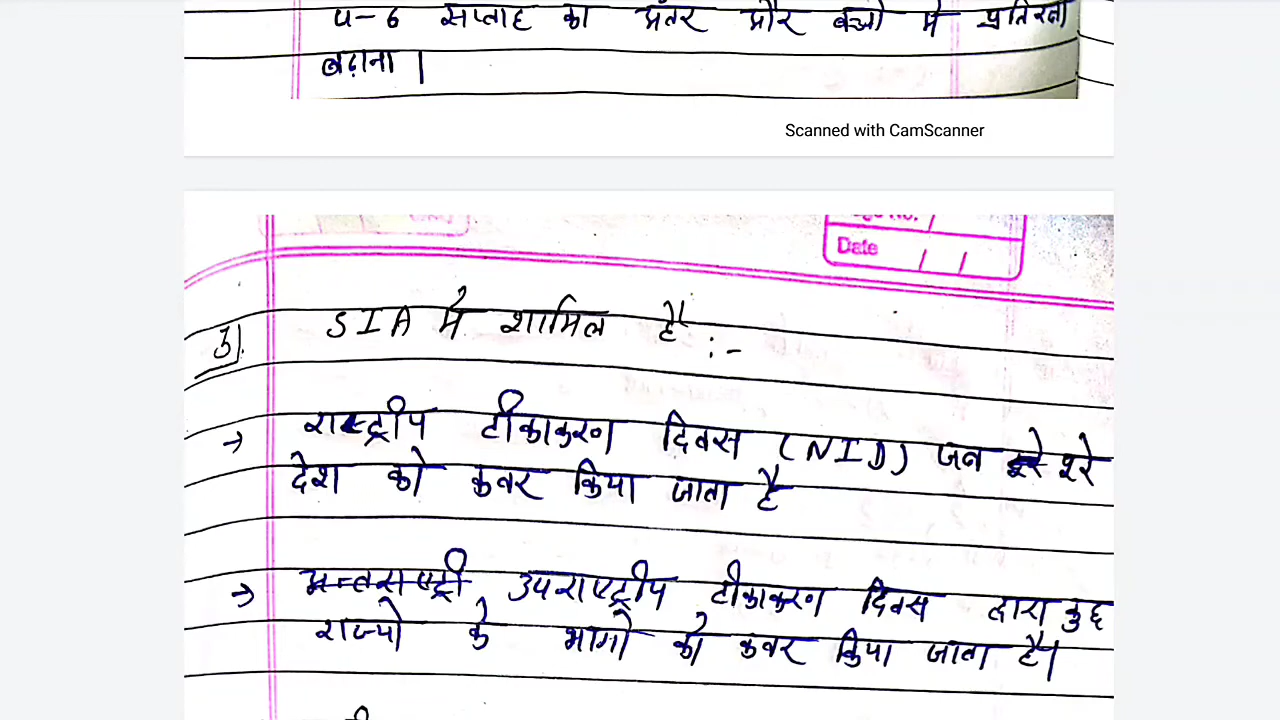 4-6 सप्ताह का अंतर और बच्चों में प्रतिरक्षा
बढ़ाना।
Scanned with CamScanner
Date / /
3]. SIA में शामिल हैं :-
→ राष्ट्रीय टीकाकरण दिवस (NID) जब पूरे
देश को कवर किया जाता है
→ उपराष्ट्रीय टीकाकरण दिवस द्वारा कुछ
राज्यो के भागो को कवर किया जाता है।